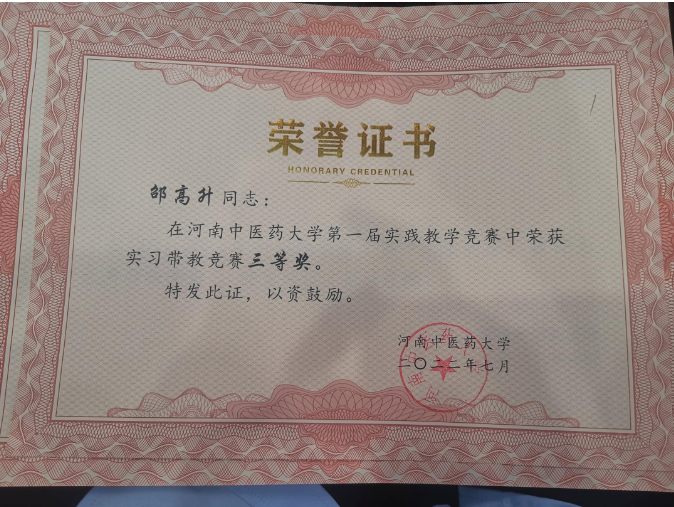 荣誉证书
HONORARY CREDENTIAL
邰高升同志：
在河南中医药大学第一届实践教学竞赛中荣获
实习带教竞赛三等奖。
特发此证，以资鼓励。
河南中医药大学
二〇二二年七月